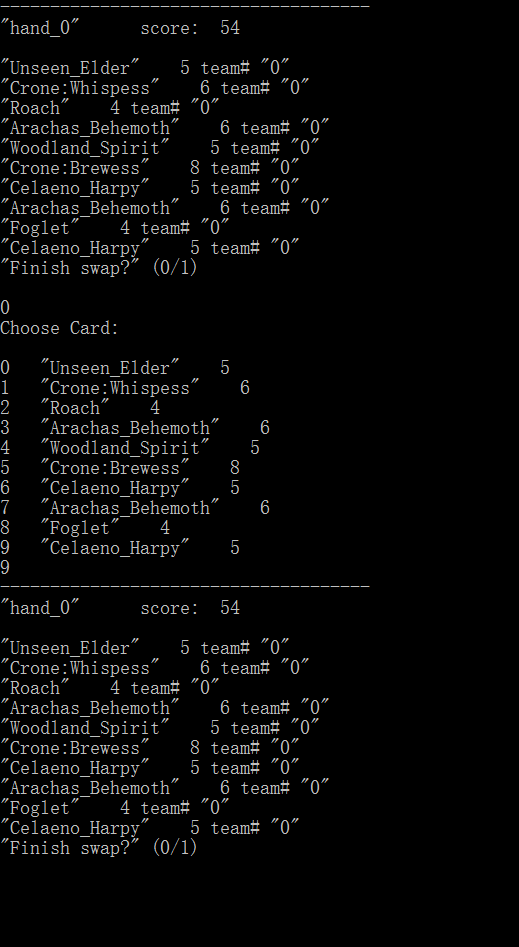 -------------------------------------
"hand_0"      score:  54
"Unseen_Elder"    5 team# "0"
"Crone:Whispess"    6 team# "0"
"Roach"    4 team# "0"
"Arachas_Behemoth"    6 team# "0"
"Woodland_Spirit"    5 team# "0"
"Crone:Brewess"    8 team# "0"
"Celaeno_Harpy"    5 team# "0"
"Arachas_Behemoth"    6 team# "0"
"Foglet"    4 team# "0"
"Celaeno_Harpy"    5 team# "0"
"Finish swap?" (0/1)
0
Choose Card:
0   "Unseen_Elder"    5
1   "Crone:Whispess"    6
2   "Roach"    4
3   "Arachas_Behemoth"    6
4   "Woodland_Spirit"    5
5   "Crone:Brewess"    8
6   "Celaeno_Harpy"    5
7   "Arachas_Behemoth"    6
8   "Foglet"    4
9   "Celaeno_Harpy"    5
9
-------------------------------------
"hand_0"      score:  54
"Unseen_Elder"    5 team# "0"
"Crone:Whispess"    6 team# "0"
"Roach"    4 team# "0"
"Arachas_Behemoth"    6 team# "0"
"Woodland_Spirit"    5 team# "0"
"Crone:Brewess"    8 team# "0"
"Celaeno_Harpy"    5 team# "0"
"Arachas_Behemoth"    6 team# "0"
"Foglet"    4 team# "0"
"Celaeno_Harpy"    5 team# "0"
"Finish swap?" (0/1)